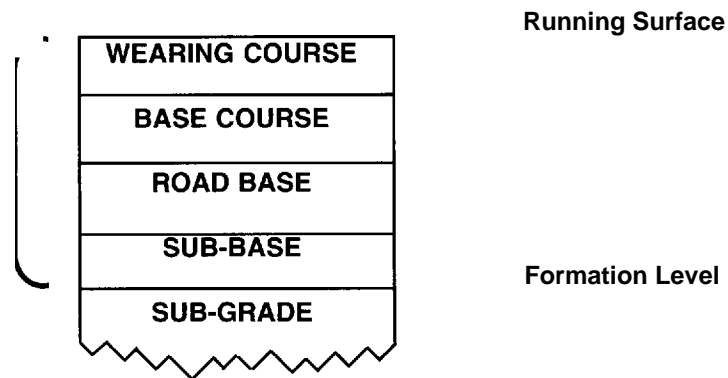 Running Surface
WEARING COURSE
BASE COURSE
ROAD BASE
SUB-BASE
Formation Level
SUB-GRADE